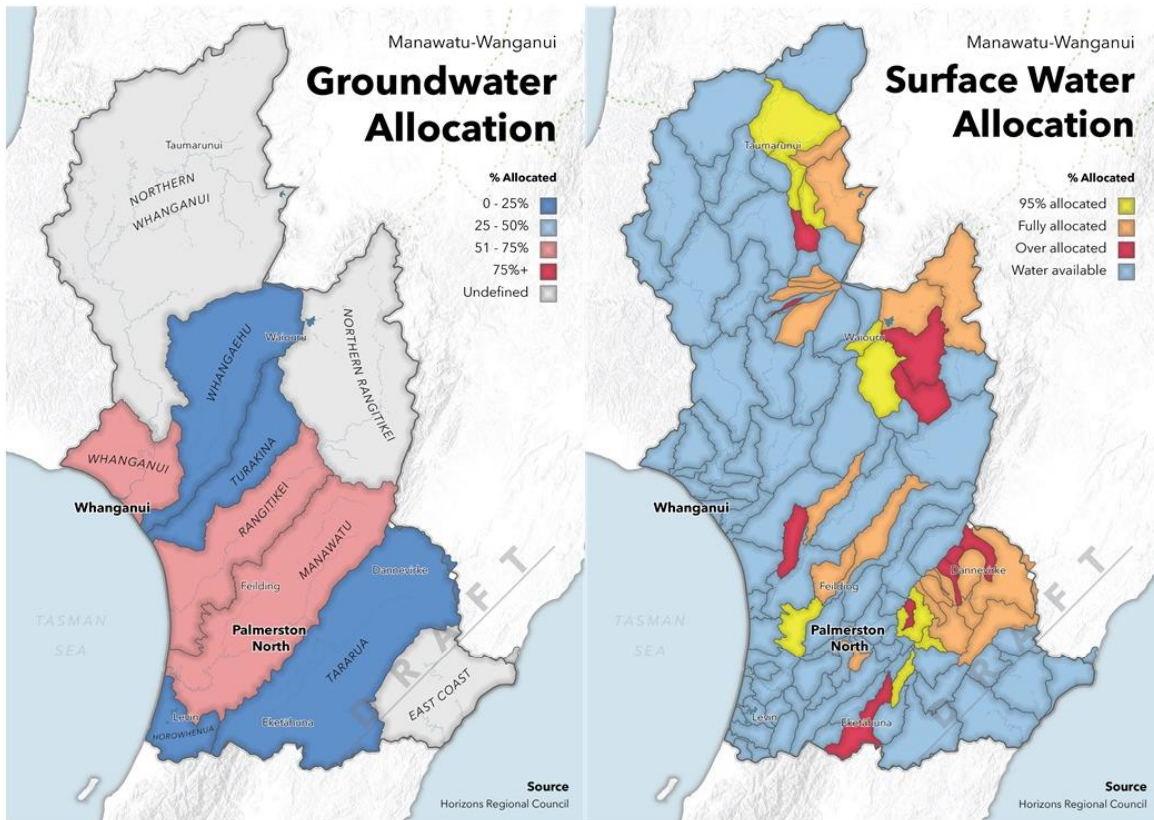 Manawatu-Wanganui
Groundwater
Allocation
% Allocated
0 - 25%
25 - 50%
51 - 75%
75%+
Undefined
Taumarunui
NORTHERN
WHANGANUI
Waiouru
NORTHERN RANGITIKEI
WHANGAEHU
TURAKINA
WHANGANUI
Whanganui
RANGITIKEI
MANAWATU
Dannevirke
Feilding
TASMAN
SEA
Palmerston
North
TARARUA
EAST COAST
Levin
Eketahuna
HOROWHENUA
DRAFT
Source
Horizons Regional Council
Manawatu-Wanganui
Surface Water
Allocation
% Allocated
95% allocated
Fully allocated
Over allocated
Water available
Taumarunui
Waiouru
Whanganui
Dannevirke
Feilding
TASMAN
SEA
Palmerston
North
Levin
Eketahuna
DRAFT
Source
Horizons Regional Council